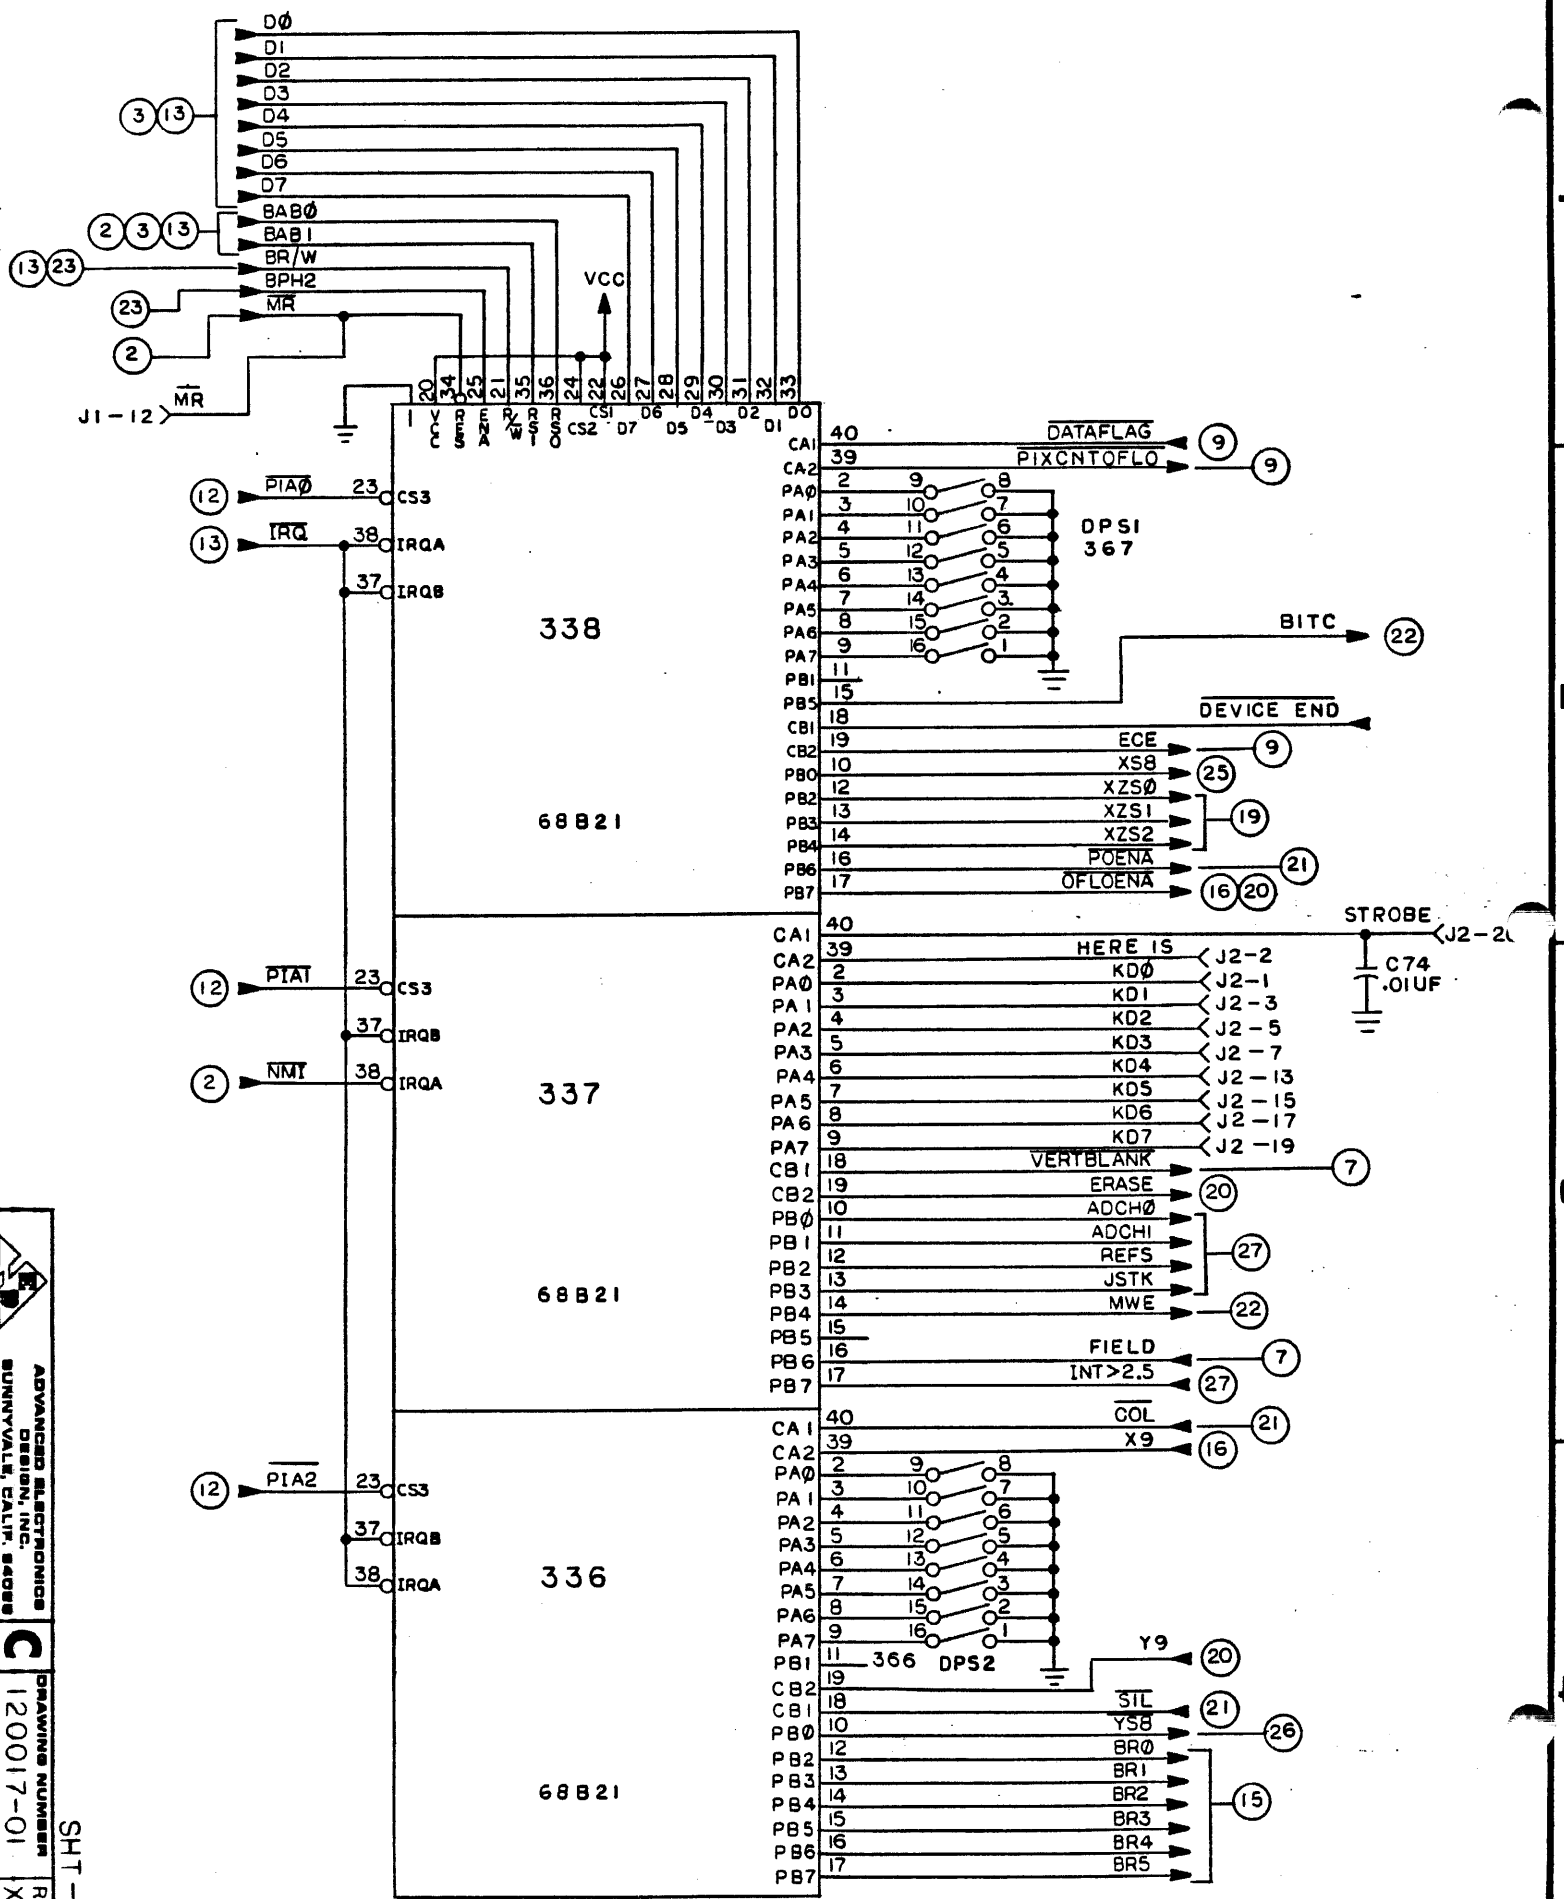 DØ
D1
D2
D3
D4
D5
D6
D7
3 13
BABØ
BAB1
2 3 13
BR/W
13 23
BPH2
23
MR
2
VCC
J1-12 MR
1 20 34 25 21 35 36 24 22 26 27 28 29 30 31 32 33
VCC RES ENA R/W RS1 RS0 CS2 CS1 D7 D6 D5 D4 D3 D2 D1 D0
CA1 40 DATAFLAG 9
CA2 39 PIXCNTOFLO 9
12 PIAØ 23 CS3
13 IRQ 38 IRQA
37 IRQB
338
68B21
PAØ 2 9 8
PA1 3 10 7
PA2 4 11 6
PA3 5 12 5
PA4 6 13 4
PA5 7 14 3
PA6 8 15 2
PA7 9 16 1
DPS1
367
PB1 11
PB5 15 BITC 22
CB1 18 DEVICE END
CB2 19 ECE 9
PB0 10 XS8 25
PB2 12 XZSØ
PB3 13 XZS1 19
PB4 14 XZS2
PB6 16 POENA 21
PB7 17 OFLOENA 16 20
CA1 40 STROBE
C74
.01UF
CA2 39 HERE IS J2-2
PAØ 2 KDØ J2-1
PA1 3 KD1 J2-3
PA2 4 KD2 J2-5
PA3 5 KD3 J2-7
PA4 6 KD4 J2-13
PA5 7 KD5 J2-15
PA6 8 KD6 J2-17
PA7 9 KD7 J2-19
12 PIA1 23 CS3
37 IRQB
2 NMI 38 IRQA
337
68B21
CB1 18 VERTBLANK 7
CB2 19 ERASE 20
PBØ 10 ADCHØ
PB1 11 ADCH1
PB2 12 REFS 27
PB3 13 JSTK
PB4 14 MWE 22
PB5 15
PB6 16 FIELD 7
PB7 17 INT>2.5 27
CA1 40 COL 21
CA2 39 X9 16
12 PIA2 23 CS3
37 IRQB
38 IRQA
336
68B21
PAØ 2 9 8
PA1 3 10 7
PA2 4 11 6
PA3 5 12 5
PA4 6 13 4
PA5 7 14 3
PA6 8 15 2
PA7 9 16 1
PB1 11 366 DPS2
CB2 19 Y9 20
CB1 18 SIL 21
PBØ 10 YS8 26
PB2 12 BRØ
PB3 13 BR1
PB4 14 BR2 15
PB5 15 BR3
PB6 16 BR4
PB7 17 BR5
ADVANCED ELECTRONICS
DESIGN, INC.
SUNNYVALE, CALIF. 94086
C
DRAWING NUMBER
120017-01
SHT -